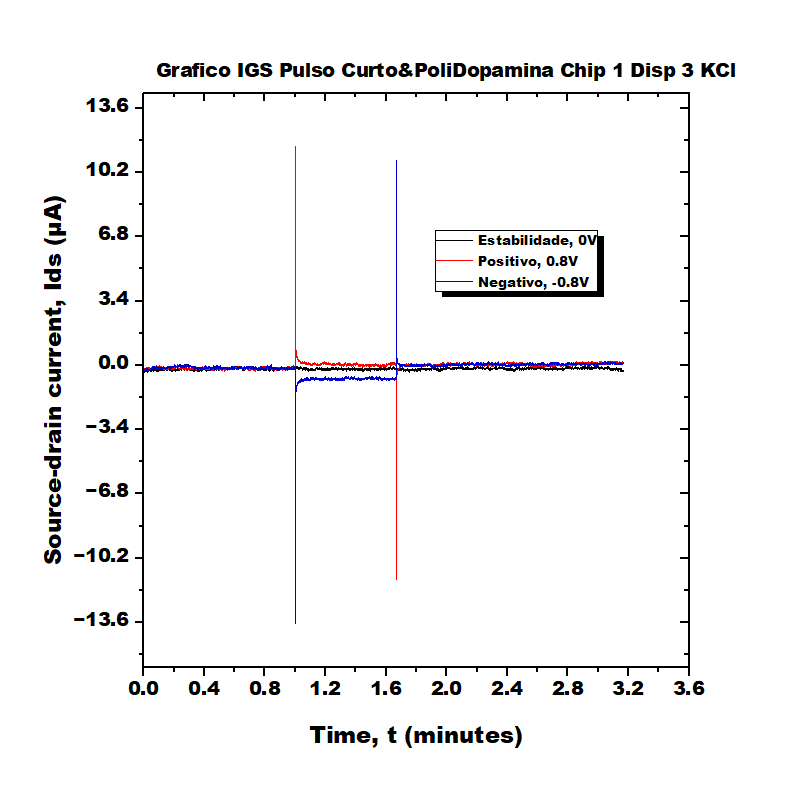 Grafico IGS Pulso Curto&PoliDopamina Chip 1 Disp 3 KCl
13.6
10.2
6.8
3.4
0.0
−3.4
−6.8
−10.2
−13.6
Source-drain current, Ids (µA)
Estabilidade, 0V
Positivo, 0.8V
Negativo, -0.8V
0.0 0.4 0.8 1.2 1.6 2.0 2.4 2.8 3.2 3.6
Time, t (minutes)